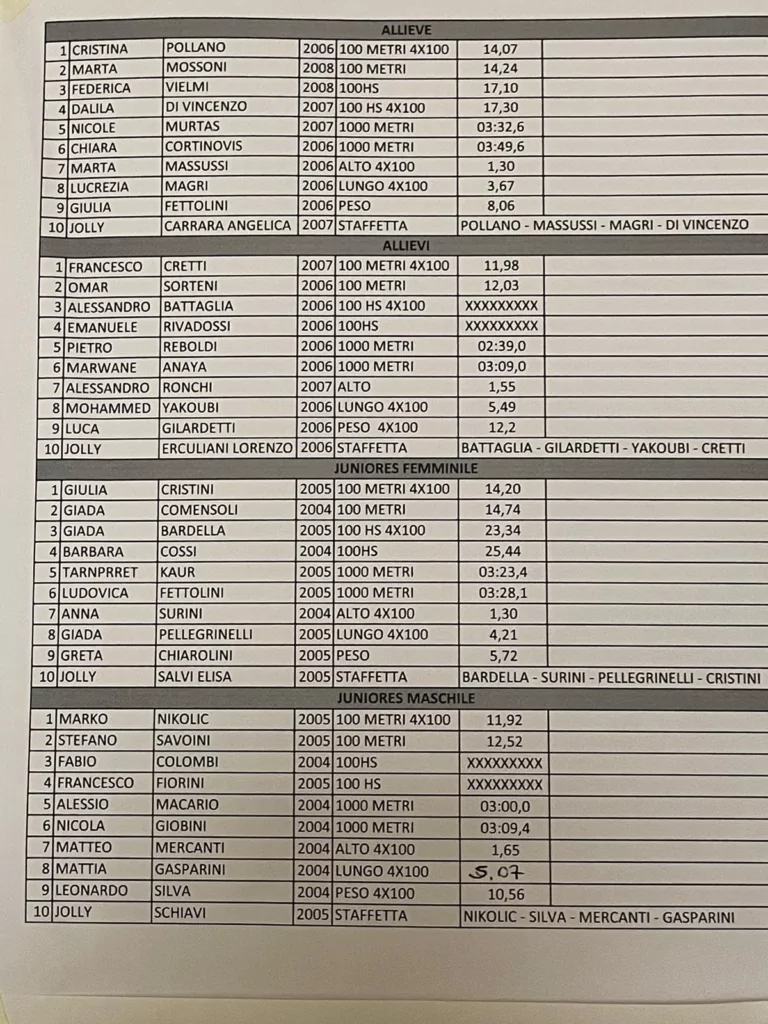 ALLIEVE
1 CRISTINA POLLANO 2006 100 METRI 4X100 14,07
2 MARTA MOSSONI 2008 100 METRI 14,24
3 FEDERICA VIELMI 2008 100HS 17,10
4 DALILA DI VINCENZO 2007 100 HS 4X100 17,30
5 NICOLE MURTAS 2007 1000 METRI 03:32,6
6 CHIARA CORTINOVIS 2006 1000 METRI 03:49,6
7 MARTA MASSUSSI 2006 ALTO 4X100 1,30
8 LUCREZIA MAGRI 2006 LUNGO 4X100 3,67
9 GIULIA FETTOLINI 2006 PESO 8,06
10 JOLLY CARRARA ANGELICA 2007 STAFFETTA POLLANO - MASSUSSI - MAGRI - DI VINCENZO
ALLIEVI
1 FRANCESCO CRETTI 2007 100 METRI 4X100 11,98
2 OMAR SORTENI 2006 100 METRI 12,03
3 ALESSANDRO BATTAGLIA 2006 100 HS 4X100 XXXXXXXXX
4 EMANUELE RIVADOSSI 2006 100HS XXXXXXXXX
5 PIETRO REBOLDI 2006 1000 METRI 02:39,0
6 MARWANE ANAYA 2006 1000 METRI 03:09,0
7 ALESSANDRO RONCHI 2007 ALTO 1,55
8 MOHAMMED YAKOUBI 2006 LUNGO 4X100 5,49
9 LUCA GILARDETTI 2006 PESO 4X100 12,2
10 JOLLY ERCULIANI LORENZO 2006 STAFFETTA BATTAGLIA - GILARDETTI - YAKOUBI - CRETTI
JUNIORES FEMMINILE
1 GIULIA CRISTINI 2005 100 METRI 4X100 14,20
2 GIADA COMENSOLI 2004 100 METRI 14,74
3 GIADA BARDELLA 2005 100 HS 4X100 23,34
4 BARBARA COSSI 2004 100HS 25,44
5 TARNPRRET KAUR 2005 1000 METRI 03:23,4
6 LUDOVICA FETTOLINI 2005 1000 METRI 03:28,1
7 ANNA SURINI 2004 ALTO 4X100 1,30
8 GIADA PELLEGRINELLI 2005 LUNGO 4X100 4,21
9 GRETA CHIAROLINI 2005 PESO 5,72
10 JOLLY SALVI ELISA 2005 STAFFETTA BARDELLA - SURINI - PELLEGRINELLI - CRISTINI
JUNIORES MASCHILE
1 MARKO NIKOLIC 2005 100 METRI 4X100 11,92
2 STEFANO SAVOINI 2005 100 METRI 12,52
3 FABIO COLOMBI 2004 100HS XXXXXXXXX
4 FRANCESCO FIORINI 2005 100 HS XXXXXXXXX
5 ALESSIO MACARIO 2004 1000 METRI 03:00,0
6 NICOLA GIOBINI 2004 1000 METRI 03:09,4
7 MATTEO MERCANTI 2004 ALTO 4X100 1,65
8 MATTIA GASPARINI 2004 LUNGO 4X100 5,07
9 LEONARDO SILVA 2004 PESO 4X100 10,56
10 JOLLY SCHIAVI 2005 STAFFETTA NIKOLIC - SILVA - MERCANTI - GASPARINI